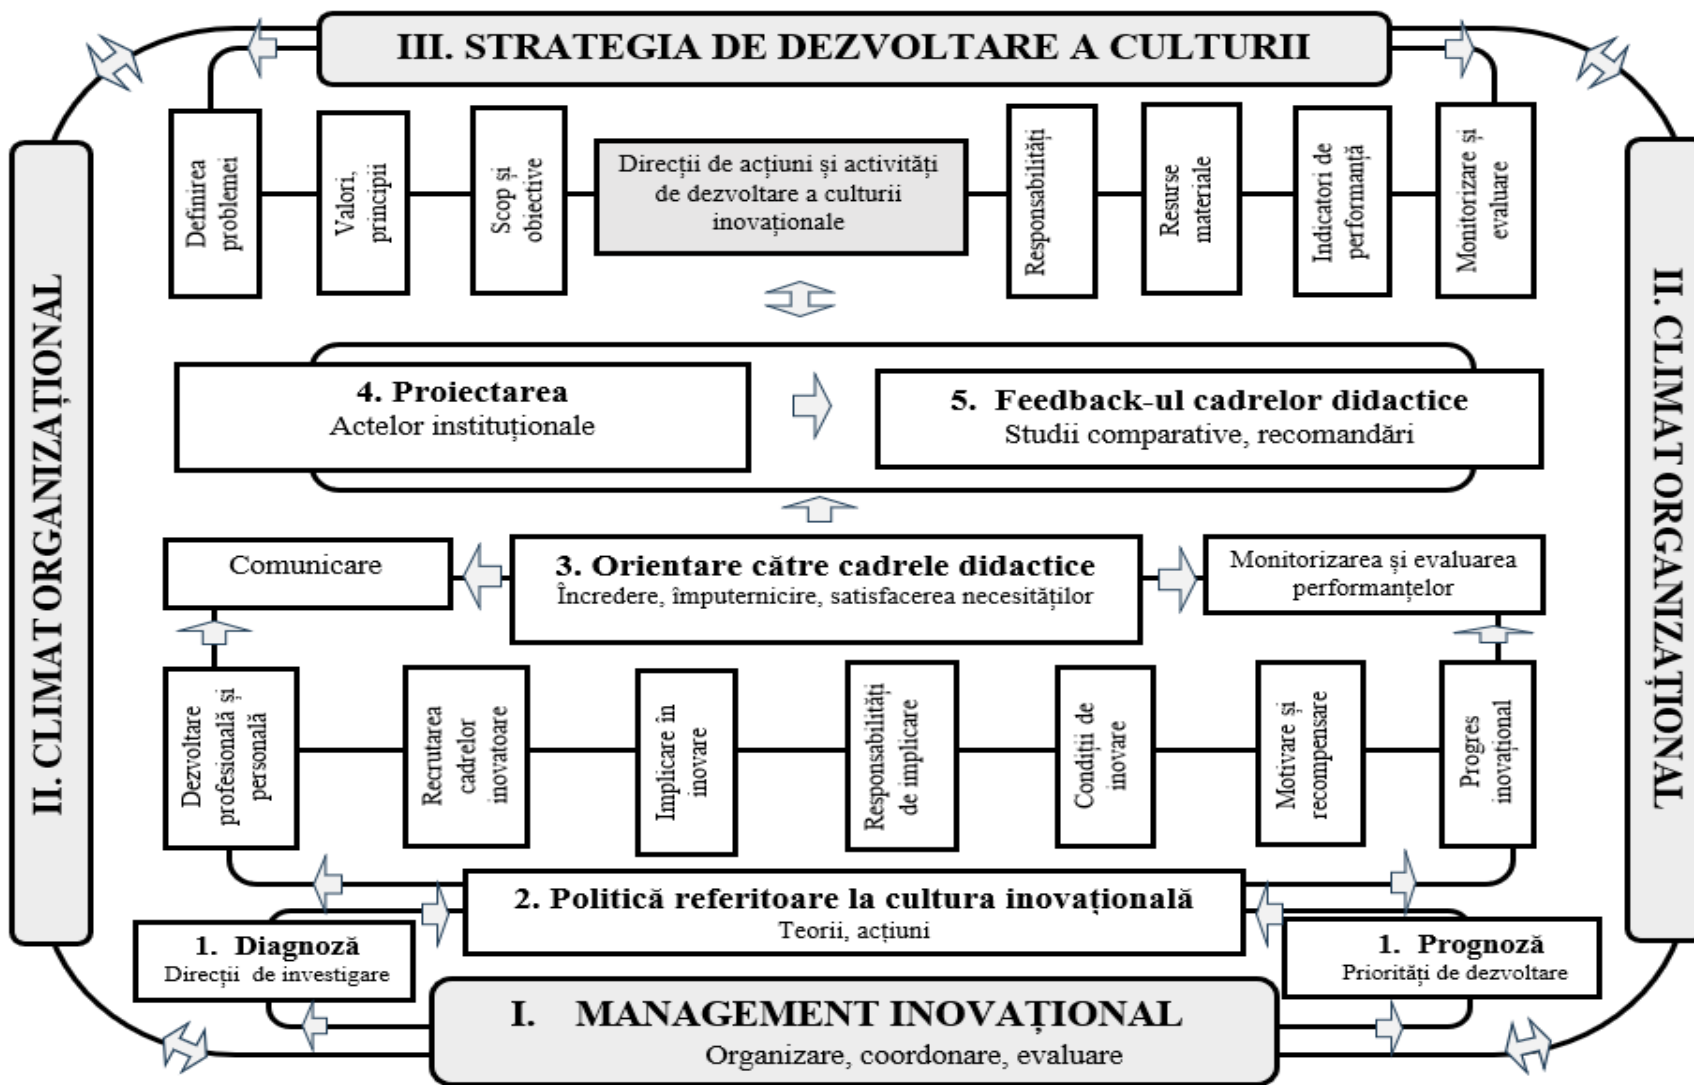 III. STRATEGIA DE DEZVOLTARE A CULTURII
II. CLIMAT ORGANIZAȚIONAL
Definirea
problemei
Valori,
principii
Scop și
obiective
Direcții de acțiuni și activități
de dezvoltare a culturii
inovaționale
Responsabilități
Resurse
materiale
Indicatori de
performanță
Monitorizare și
evaluare
II. CLIMAT ORGANIZAȚIONAL
4. Proiectarea
Actelor instituționale
5. Feedback-ul cadrelor didactice
Studii comparative, recomandări
Comunicare
3. Orientare către cadrele didactice
Încredere, împuternicire, satisfacerea necesităților
Monitorizarea și evaluarea
performanțelor
Dezvoltare
profesională și
personală
Recrutarea
cadrelor
inovatoare
Implicare în
inovare
Responsabilități
de implicare
Condiții de
inovare
Motivare și
recompensare
Progres
inovațional
2. Politică referitoare la cultura inovațională
Teorii, acțiuni
1. Diagnoză
Direcții de investigare
1. Prognoză
Priorități de dezvoltare
I. MANAGEMENT INOVAȚIONAL
Organizare, coordonare, evaluare